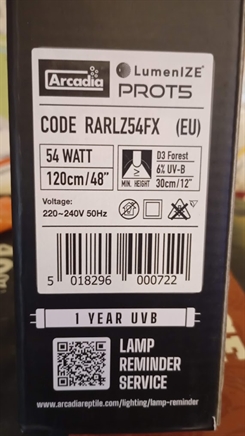 Arcadia
LumenIZE®
PROT5
CODE RARLZ54FX (EU)
54 WATT
120cm/48"
MIN. HEIGHT
D3 Forest
6% UV-B
30cm/12"
Voltage:
220~240V 50Hz
5 018296 000722
1 YEAR UVB
LAMP
REMINDER
SERVICE
www.arcadiareptile.com/lighting/lamp-reminder